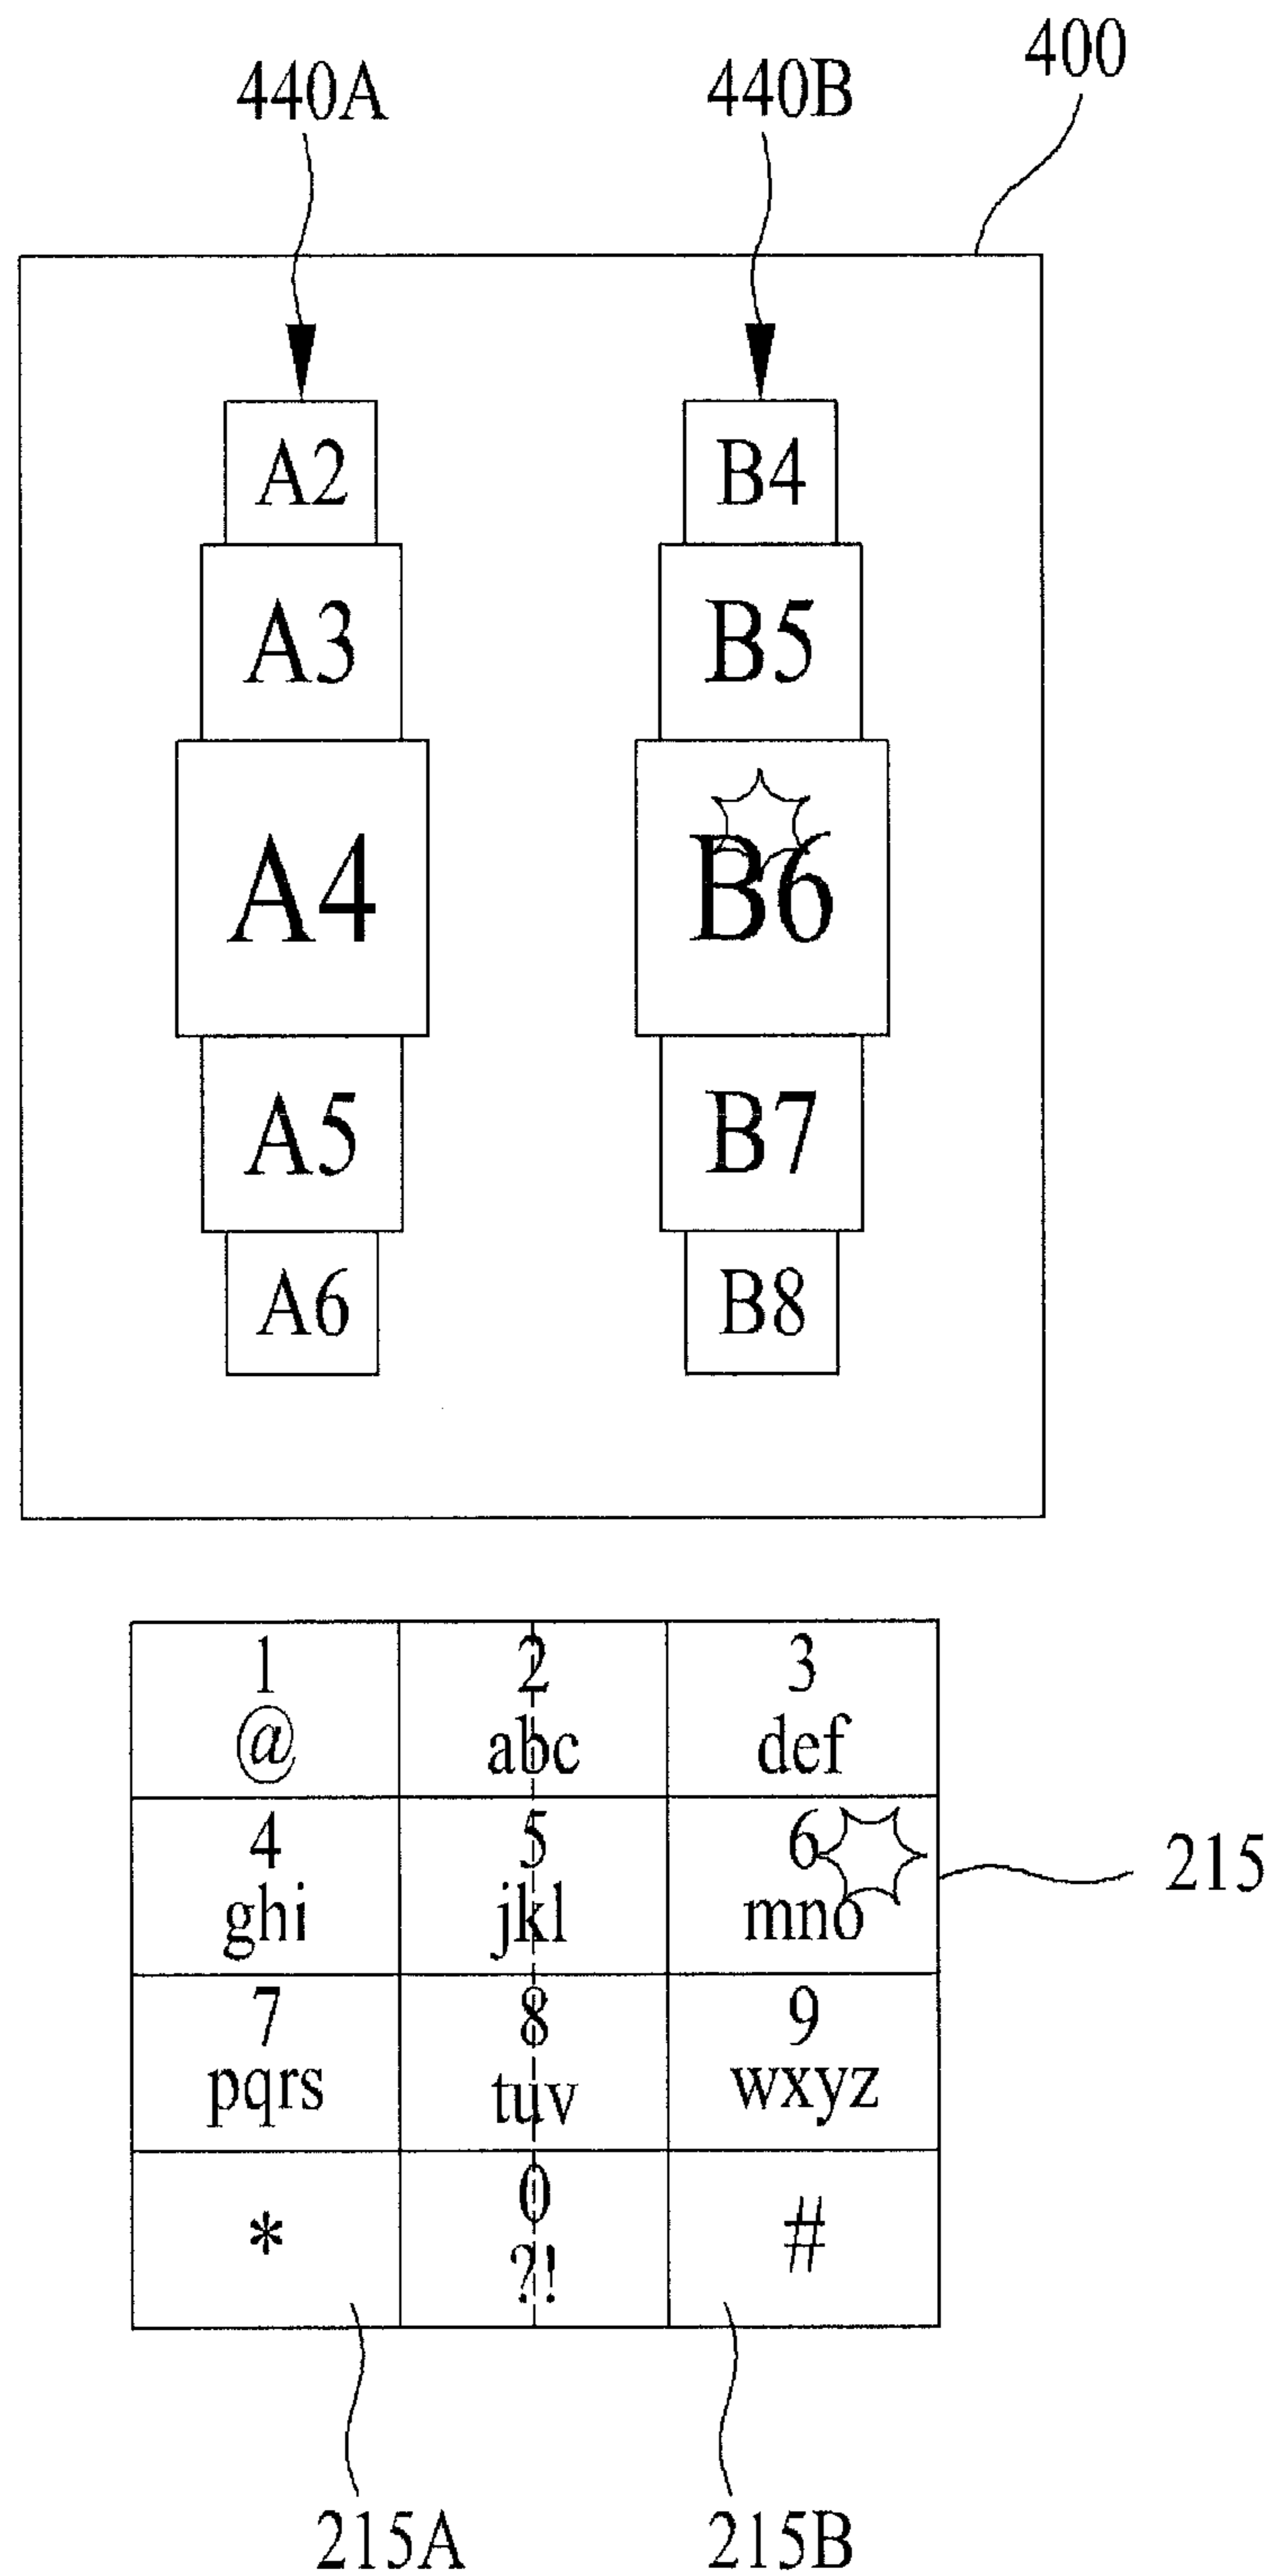 400
440A 440B
A2 B4
A3 B5
A4 B6
A5 B7
A6 B8
1 2 3
@ abc def
4 5 6
ghi jkl mno
215
7 8 9
pqrs tuv wxyz
* 0 #
?!
215A 215B